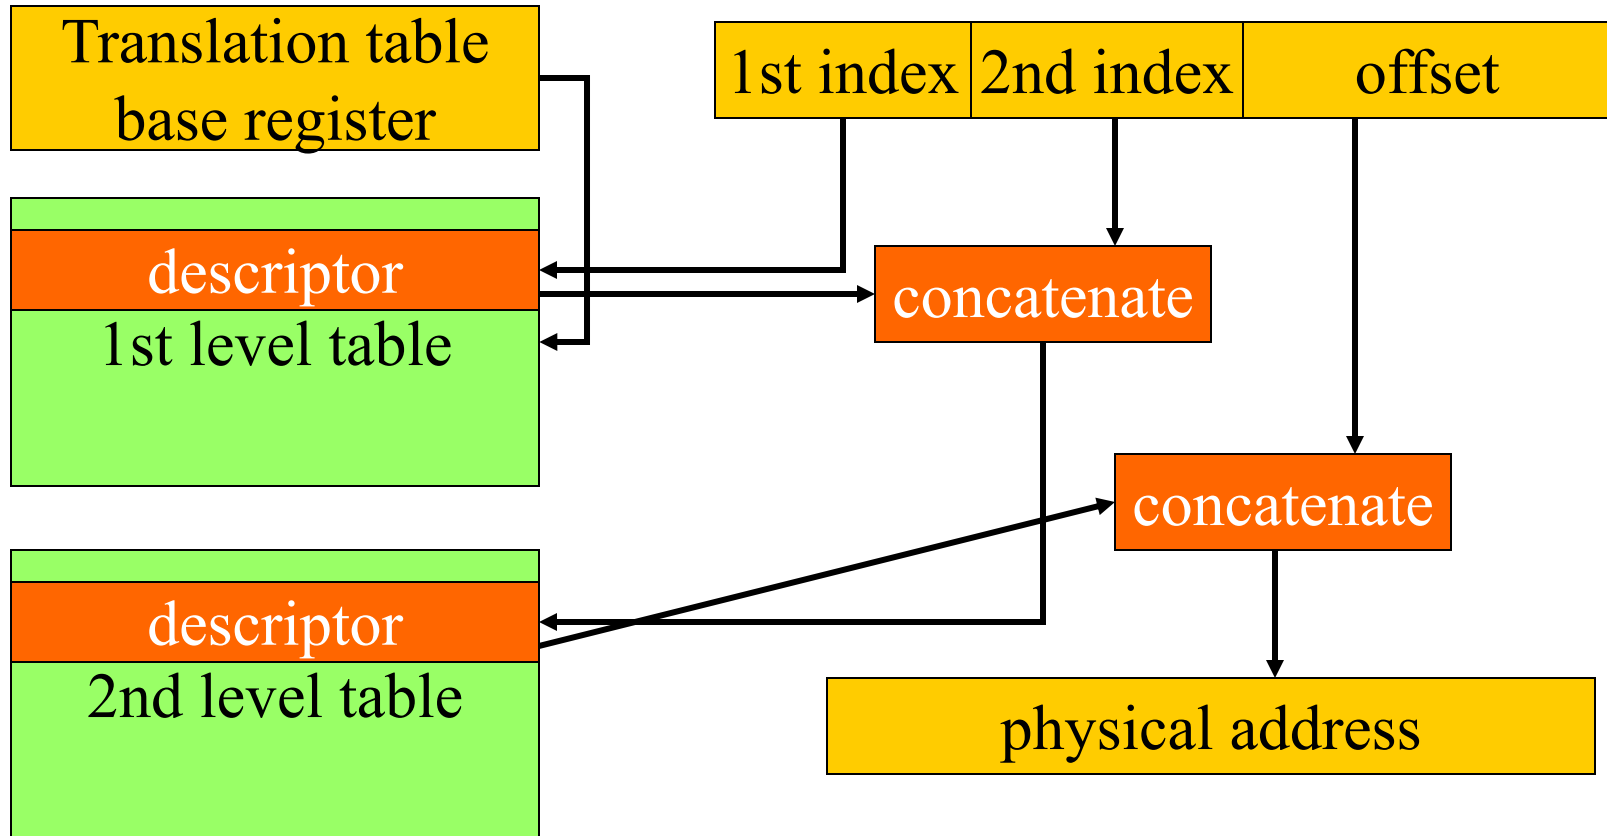 Translation table
base register
1st index
2nd index
offset
descriptor
1st level table
concatenate
concatenate
descriptor
2nd level table
physical address